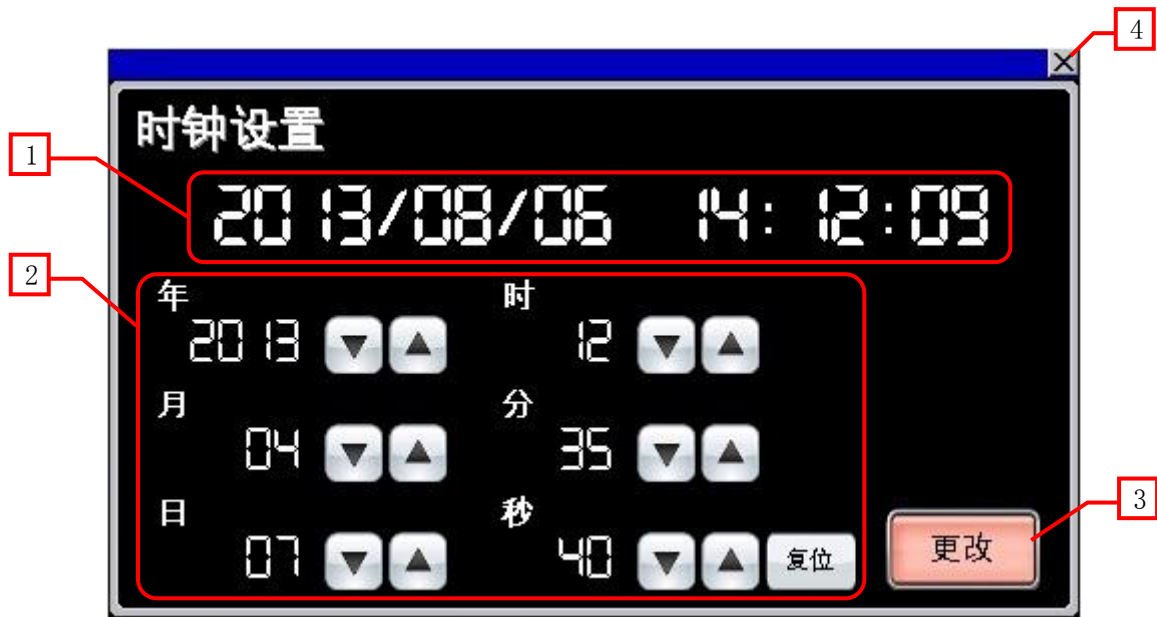 4
时钟设置
1
2013/08/06 14:12:09
2
年 时
2013 ▼ ▲ 12 ▼ ▲
月 分
04 ▼ ▲ 35 ▼ ▲
日 秒
3
07 ▼ ▲ 40 ▼ ▲ 复位 更改